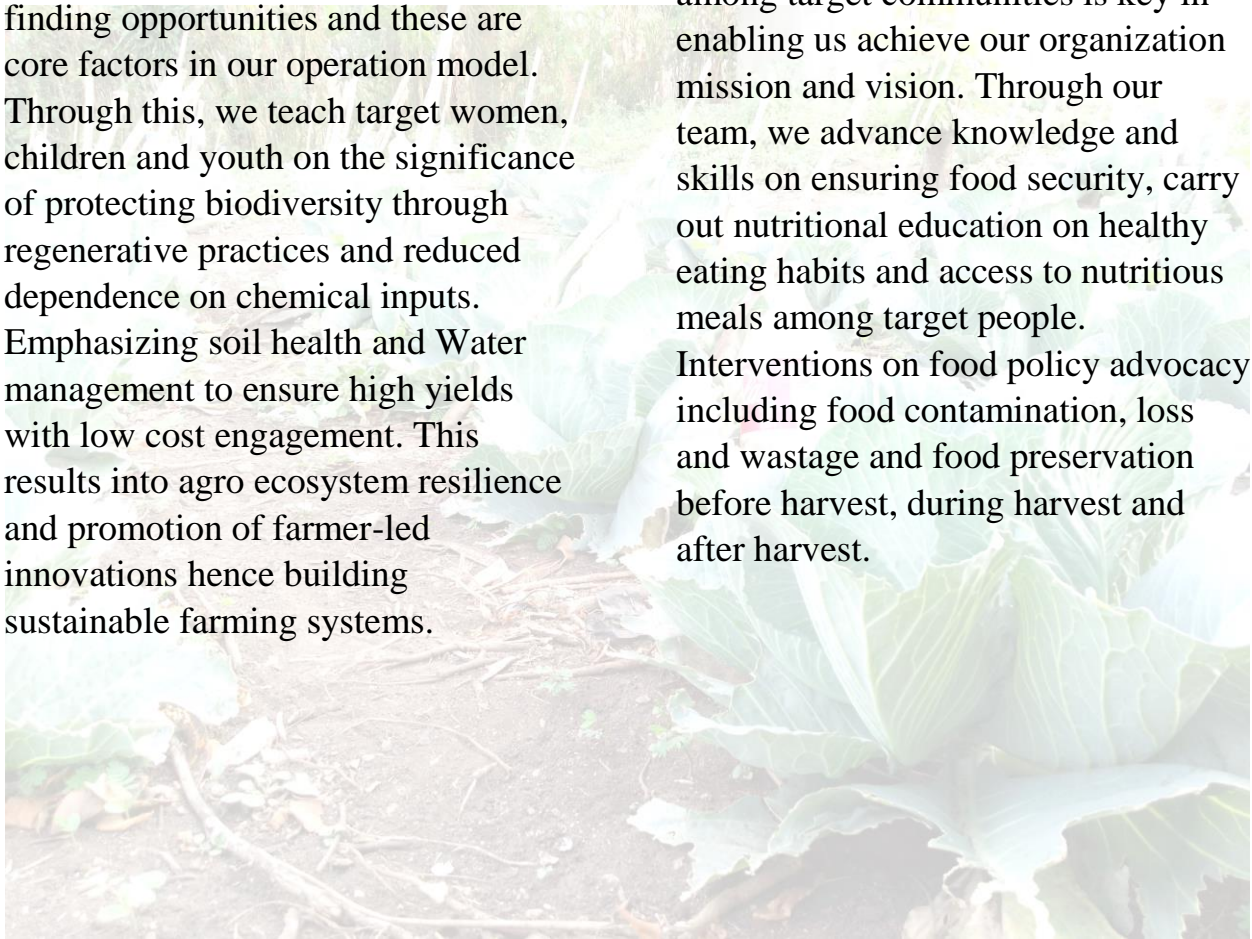 finding opportunities and these are
core factors in our operation model.
Through this, we teach target women,
children and youth on the significance
of protecting biodiversity through
regenerative practices and reduced
dependence on chemical inputs.
Emphasizing soil health and Water
management to ensure high yields
with low cost engagement. This
results into agro ecosystem resilience
and promotion of farmer-led
innovations hence building
sustainable farming systems.
among target communities is key in
enabling us achieve our organization
mission and vision. Through our
team, we advance knowledge and
skills on ensuring food security, carry
out nutritional education on healthy
eating habits and access to nutritious
meals among target people.
Interventions on food policy advocacy
including food contamination, loss
and wastage and food preservation
before harvest, during harvest and
after harvest.